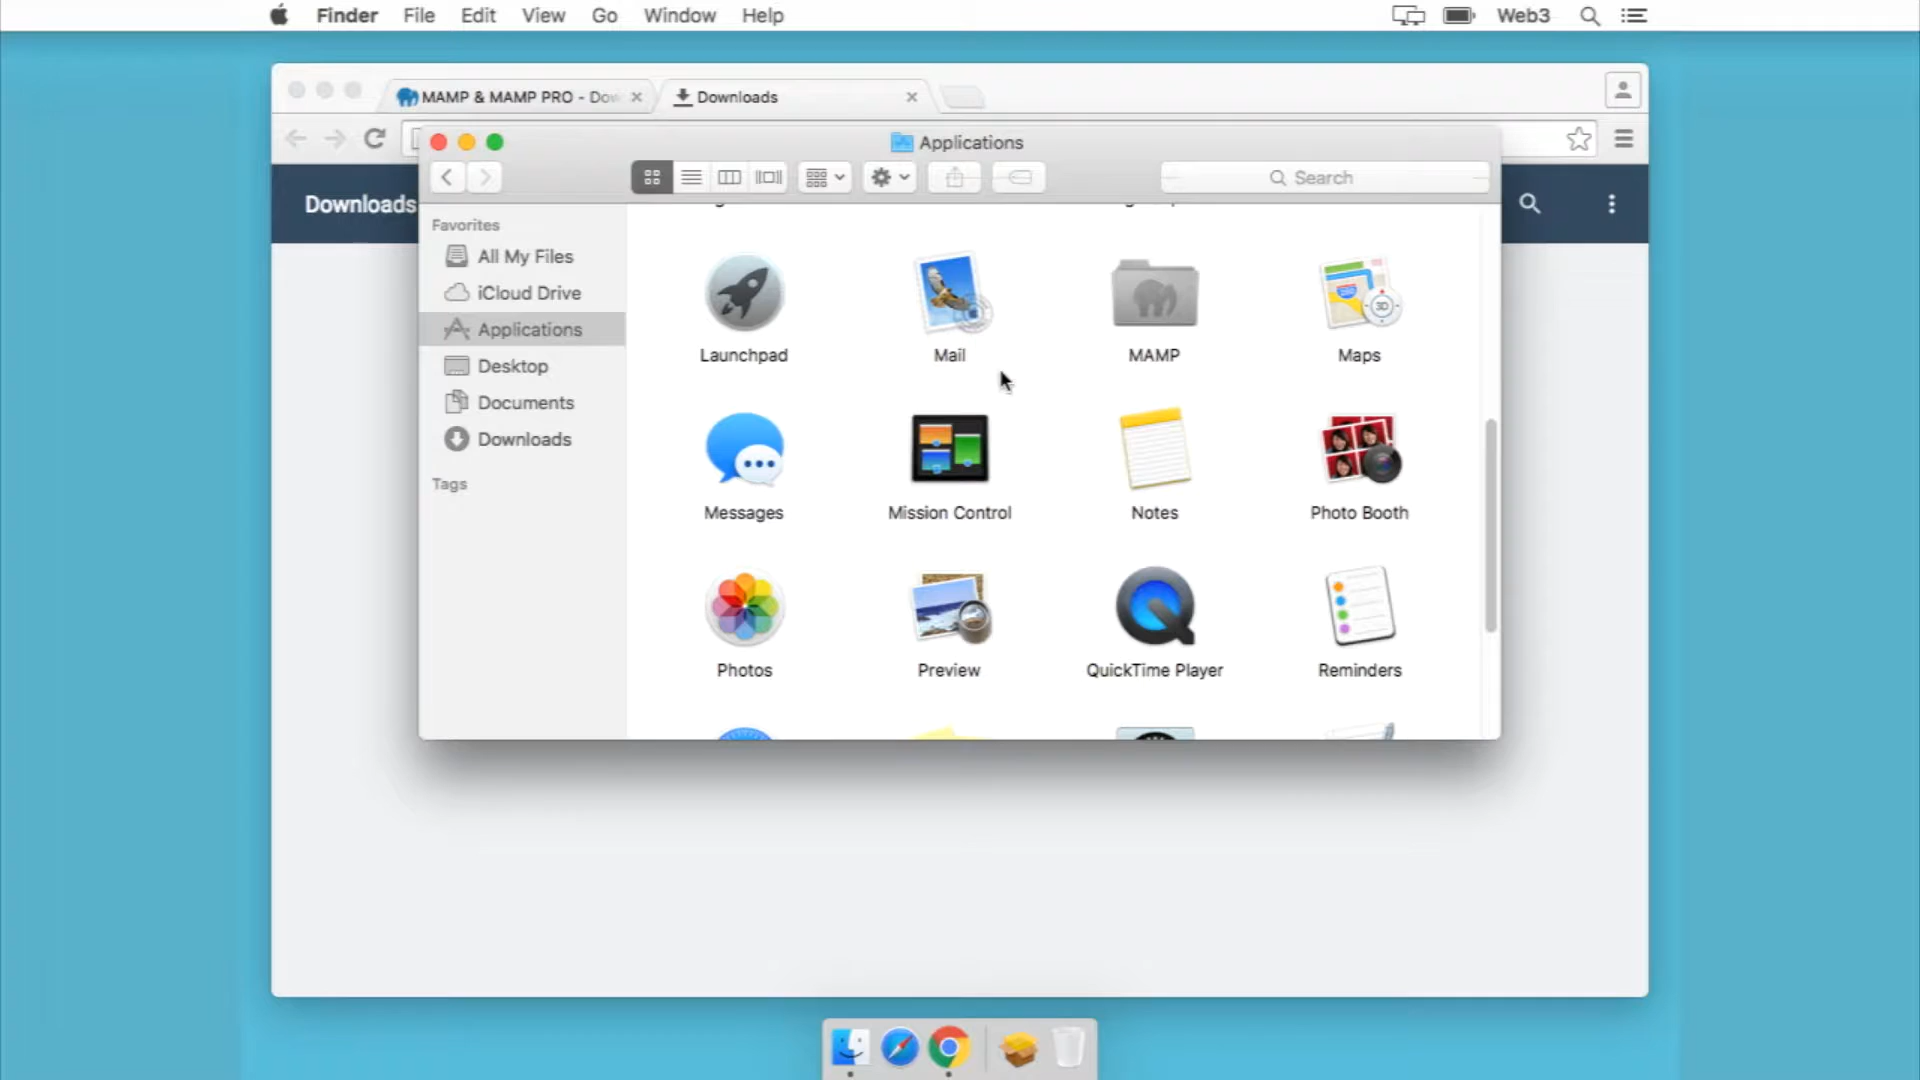 Finder File Edit View Go Window Help Web3
MAMP & MAMP PRO - Dow
Downloads
Applications
Search
Downloads
Favorites
All My Files
iCloud Drive
Applications
Desktop
Documents
Downloads
Tags
Launchpad Mail MAMP Maps
Messages Mission Control Notes Photo Booth
Photos Preview QuickTime Player Reminders
3D